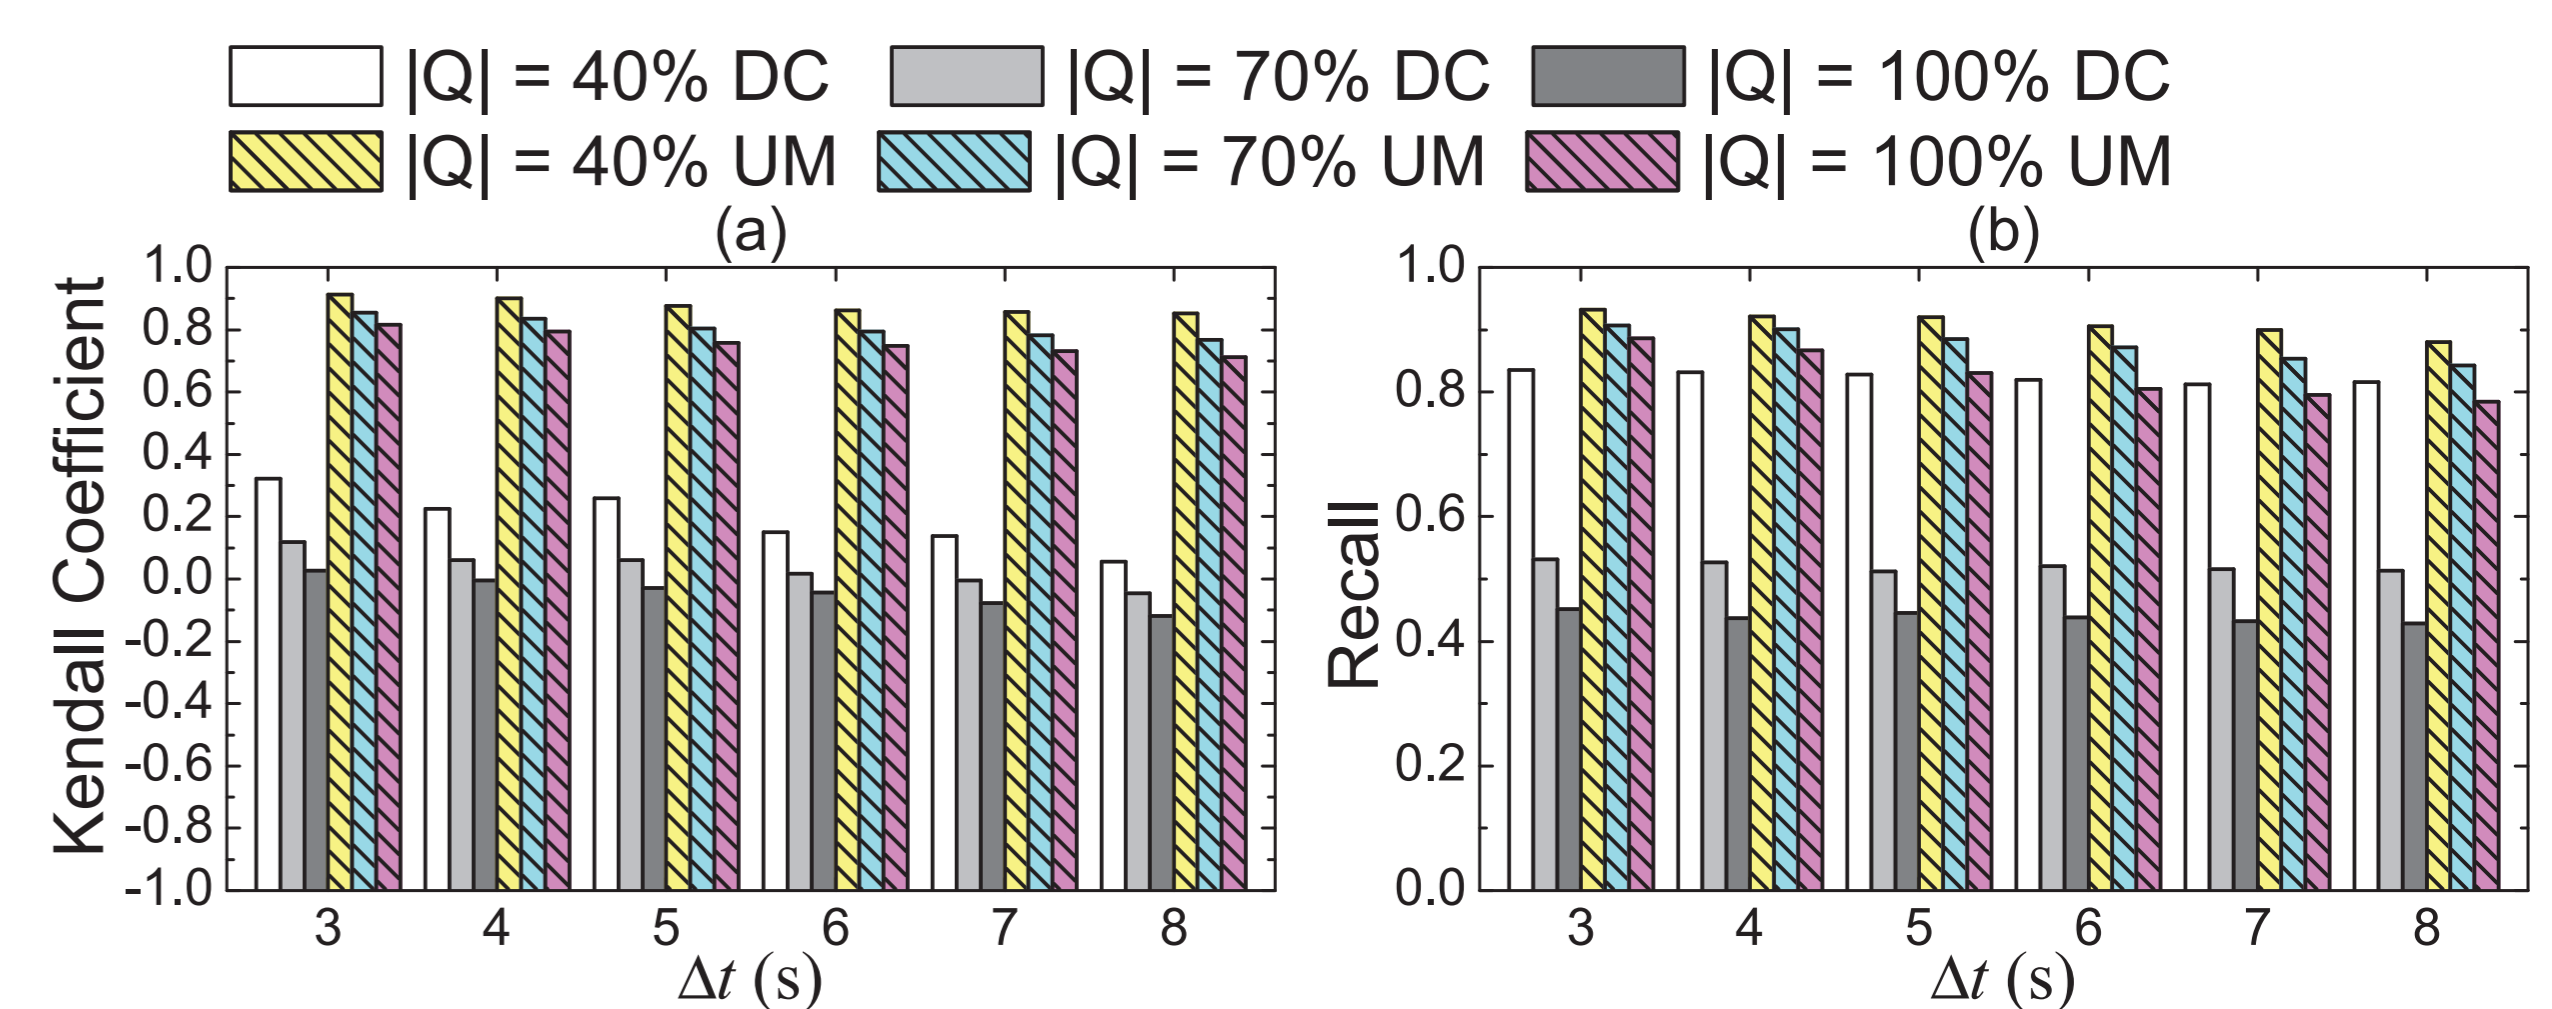 |Q| = 40% DC |Q| = 70% DC |Q| = 100% DC
|Q| = 40% UM |Q| = 70% UM |Q| = 100% UM
(a)
Kendall Coefficient
1.0
0.8
0.6
0.4
0.2
0.0
-0.2
-0.4
-0.6
-0.8
-1.0
3 4 5 6 7 8
Δt (s)
(b)
Recall
1.0
0.8
0.6
0.4
0.2
0.0
3 4 5 6 7 8
Δt (s)